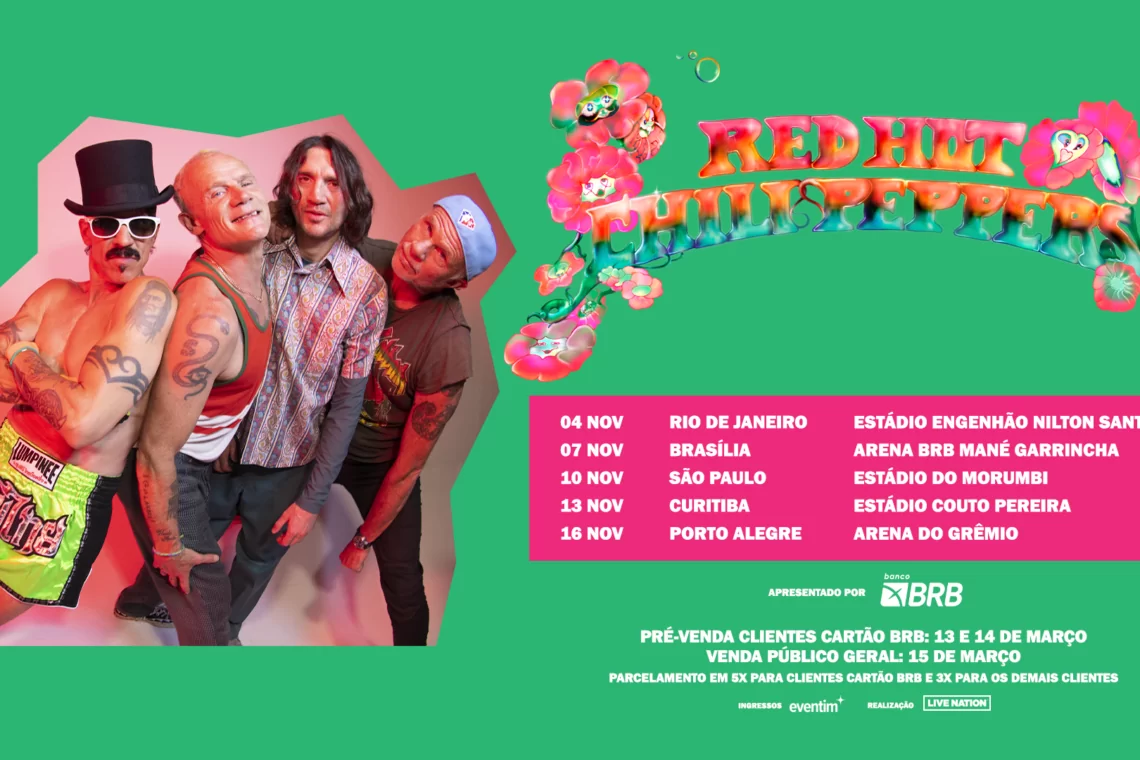 RED HOT
CHILI PEPPERS
LUMPINEE
04 NOV RIO DE JANEIRO ESTÁDIO ENGENHÃO NILTON SANT
07 NOV BRASÍLIA ARENA BRB MANÉ GARRINCHA
10 NOV SÃO PAULO ESTÁDIO DO MORUMBI
13 NOV CURITIBA ESTÁDIO COUTO PEREIRA
16 NOV PORTO ALEGRE ARENA DO GRÊMIO
APRESENTADO POR banco BRB
PRÉ-VENDA CLIENTES CARTÃO BRB: 13 E 14 DE MARÇO
VENDA PÚBLICO GERAL: 15 DE MARÇO
PARCELAMENTO EM 5X PARA CLIENTES CARTÃO BRB E 3X PARA OS DEMAIS CLIENTES
INGRESSOS eventim REALIZAÇÃO LIVE NATION